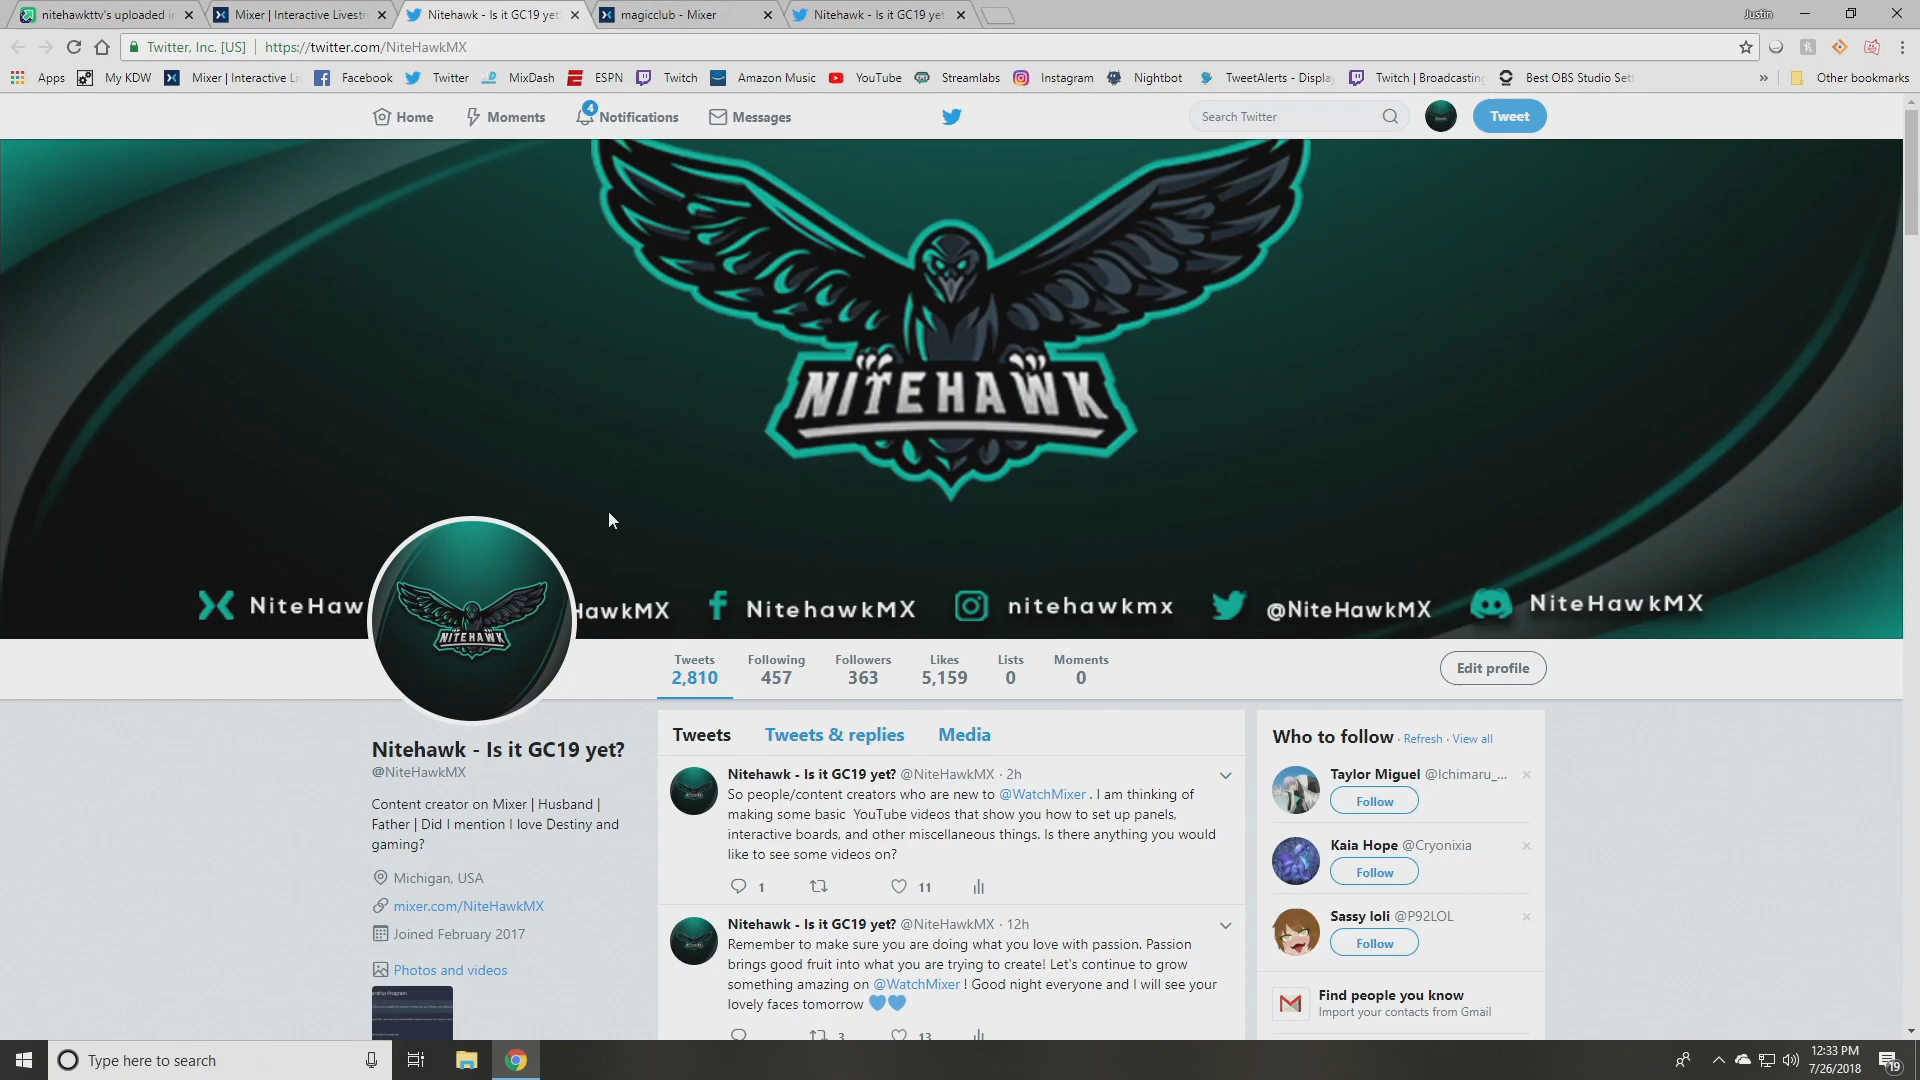 nitehawkttv's uploaded i
Mixer | Interactive Livestre
Nitehawk - Is it GC19 yet?
magicclub - Mixer
Nitehawk - Is it GC19 yet
Justin
Twitter, Inc. [US]
https://twitter.com/NiteHawkMX
Apps
My KDW
Mixer | Interactive Li
Facebook
Twitter
MixDash
ESPN
Twitch
Amazon Music
YouTube
Streamlabs
Instagram
Nightbot
TweetAlerts - Display
Twitch | Broadcasting
Best OBS Studio Sett
»
Other bookmarks
Home
Moments
4
Notifications
Messages
Search Twitter
Tweet
NITEHAWK
NiteHaw
HawkMX
NitehawkMX
nitehawkmx
@NiteHawkMX
NiteHawkMX
NITEHAWK
Tweets
2,810
Following
457
Followers
363
Likes
5,159
Lists
0
Moments
0
Edit profile
Nitehawk - Is it GC19 yet?
@NiteHawkMX
Content creator on Mixer | Husband |
Father | Did I mention I love Destiny and
gaming?
Michigan, USA
mixer.com/NiteHawkMX
Joined February 2017
Photos and videos
Tweets
Tweets & replies
Media
Nitehawk - Is it GC19 yet? @NiteHawkMX · 2h
So people/content creators who are new to @WatchMixer . I am thinking of
making some basic YouTube videos that show you how to set up panels,
interactive boards, and other miscellaneous things. Is there anything you would
like to see some videos on?
1
11
Nitehawk - Is it GC19 yet? @NiteHawkMX · 12h
Remember to make sure you are doing what you love with passion. Passion
brings good fruit into what you are trying to create! Let's continue to grow
something amazing on @WatchMixer ! Good night everyone and I will see your
lovely faces tomorrow
3
13
Who to follow · Refresh · View all
Taylor Miguel @Ichimaru_...
Follow
Kaia Hope @Cryonixia
Follow
Sassy loli @P92LOL
Follow
Find people you know
Import your contacts from Gmail
Type here to search
12:33 PM
7/26/2018
19